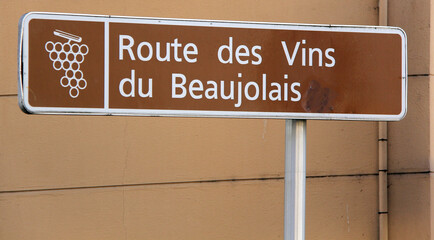 Route des Vins
du Beaujolais